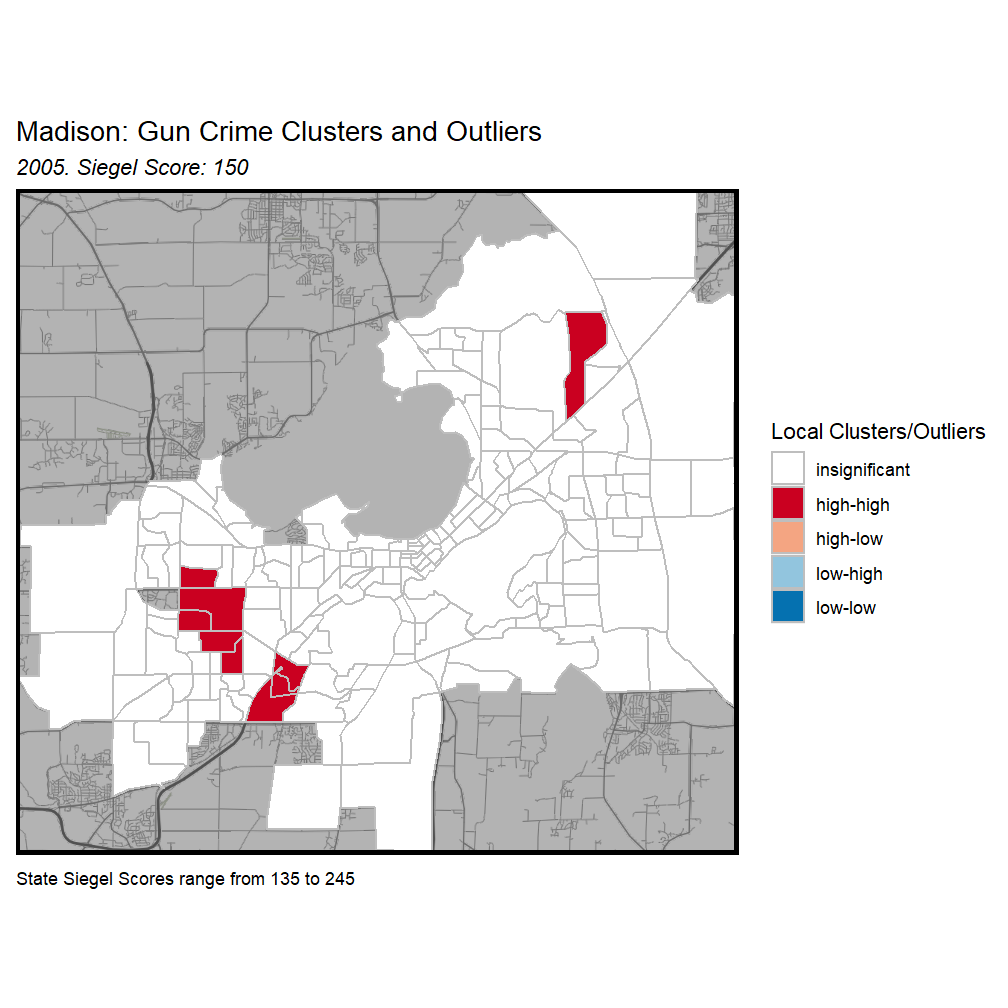 Madison: Gun Crime Clusters and Outliers
2005. Siegel Score: 150
Local Clusters/Outliers
insignificant
high-high
high-low
low-high
low-low
State Siegel Scores range from 135 to 245